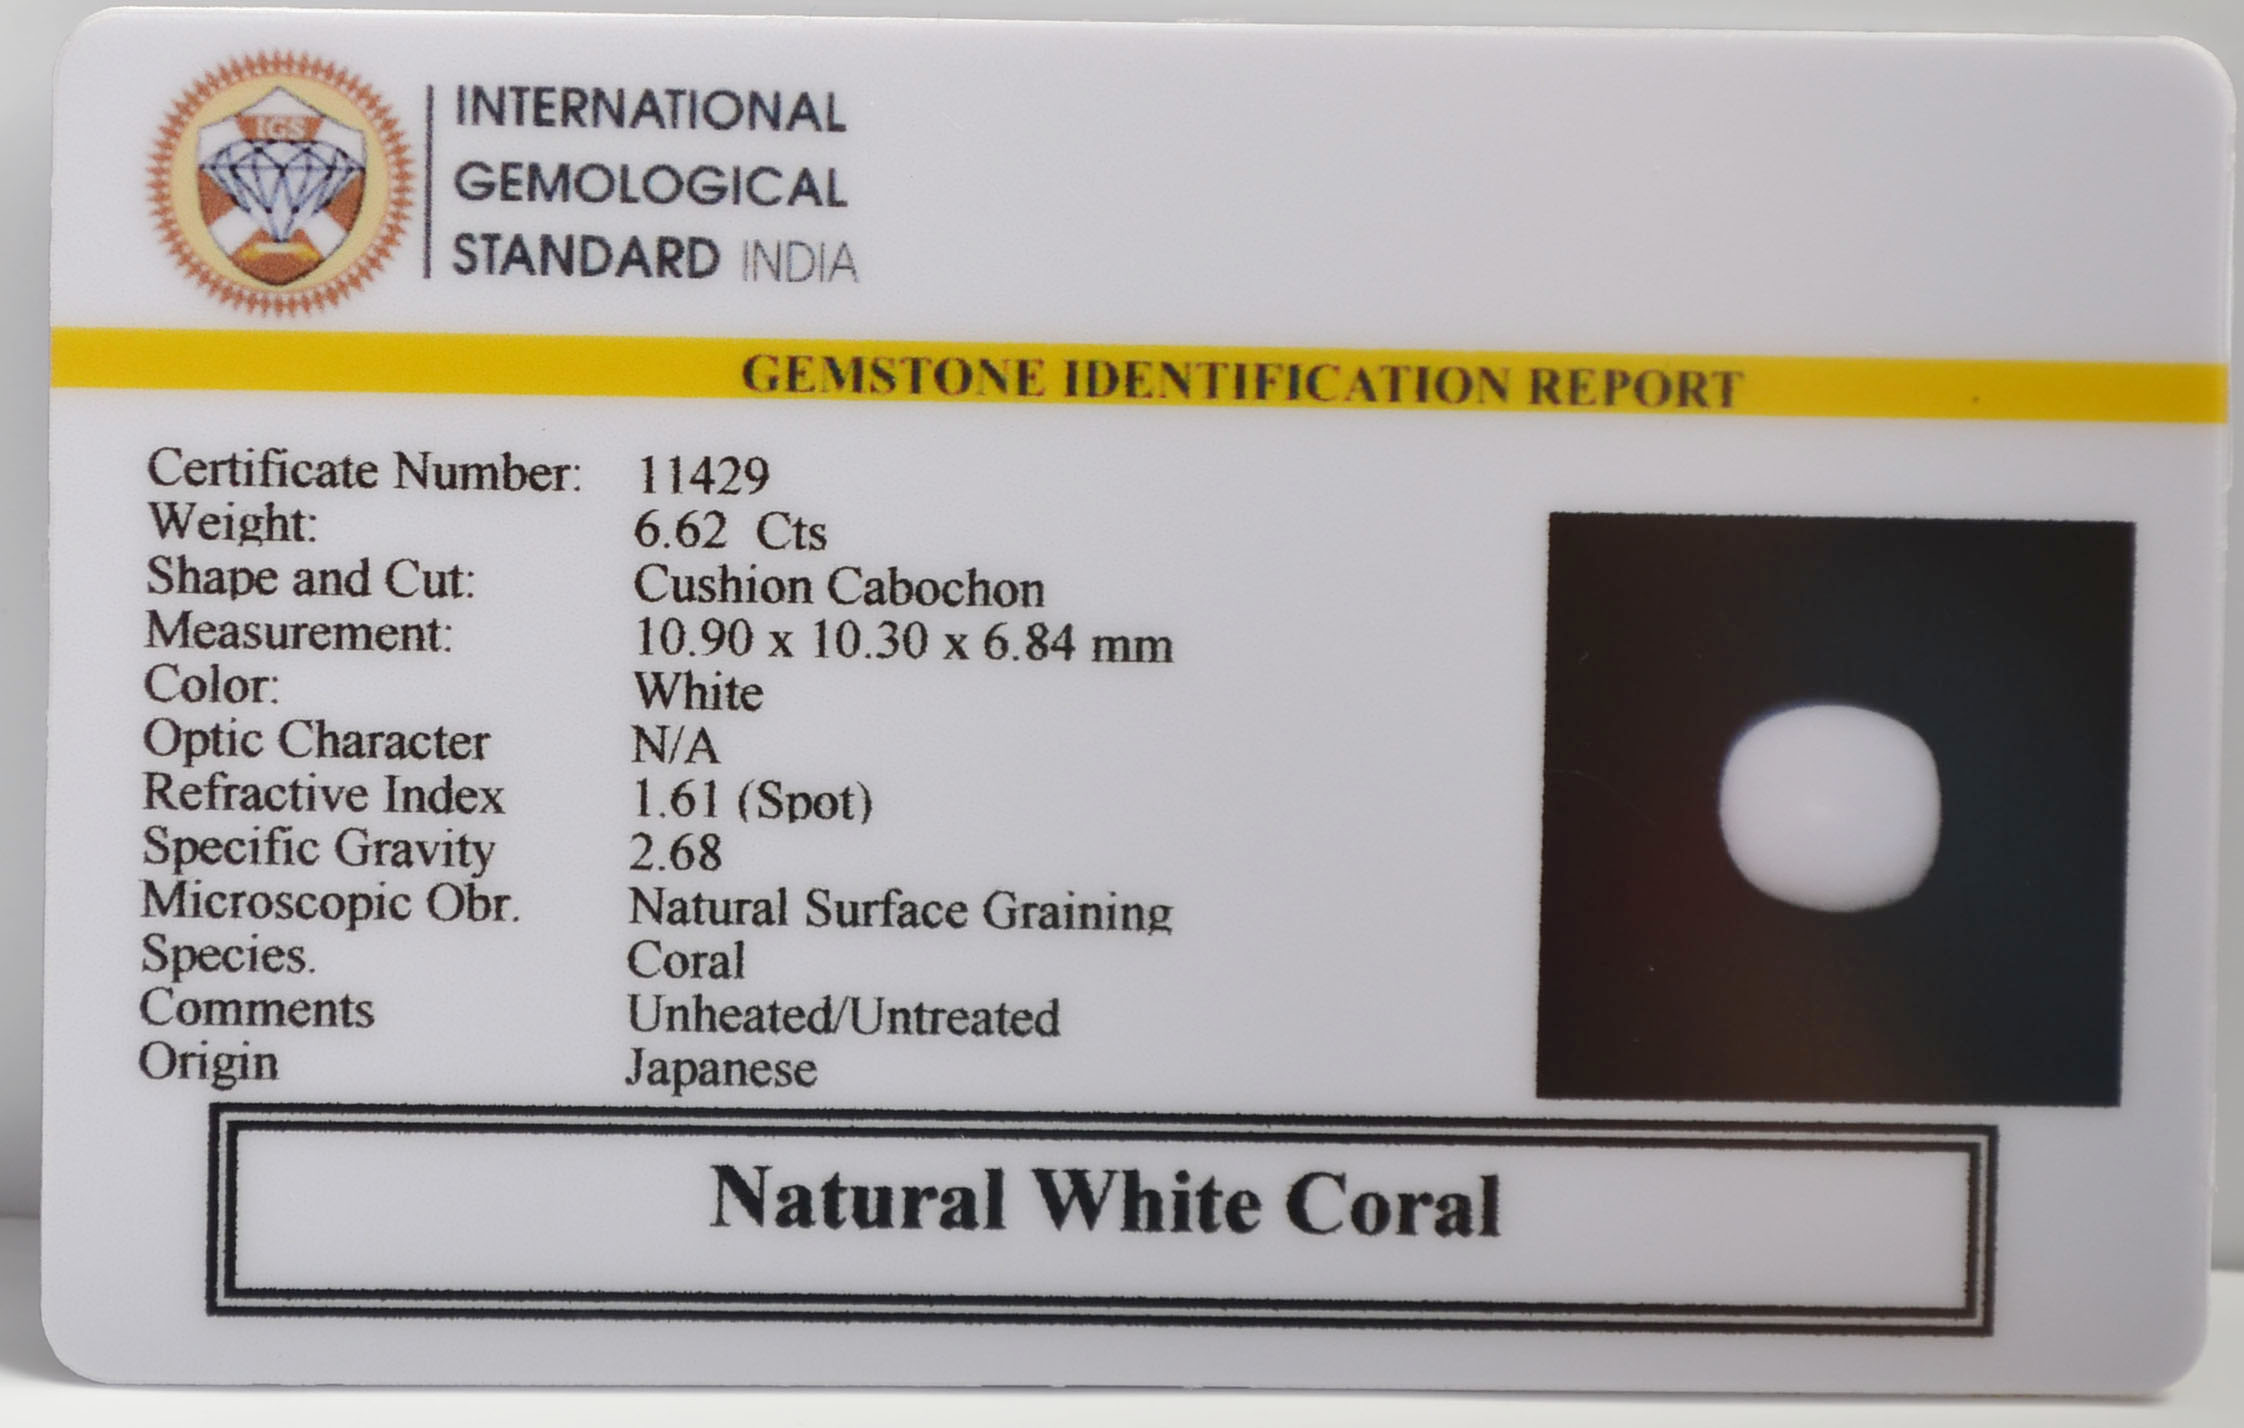 IGS
INTERNATIONAL
GEMOLOGICAL
STANDARD INDIA
GEMSTONE IDENTIFICATION REPORT
Certificate Number: 11429
Weight: 6.62 Cts
Shape and Cut: Cushion Cabochon
Measurement: 10.90 x 10.30 x 6.84 mm
Color: White
Optic Character N/A
Refractive Index 1.61 (Spot)
Specific Gravity 2.68
Microscopic Obr. Natural Surface Graining
Species. Coral
Comments Unheated/Untreated
Origin Japanese
Natural White Coral